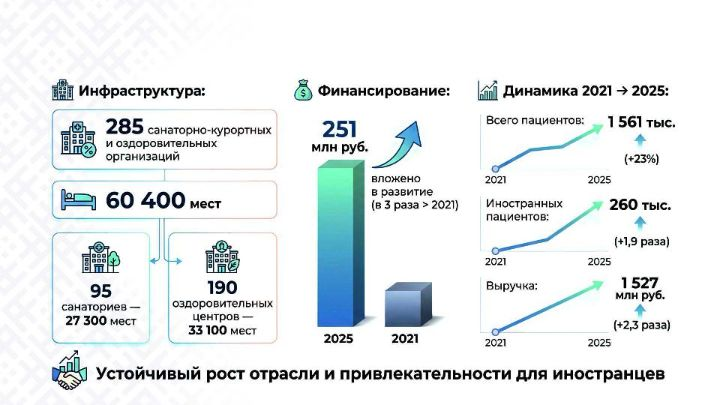 Инфраструктура:
285 санаторно-курортных
и оздоровительных
организаций
60 400 мест
95
санаториев —
27 300 мест
190
оздоровительных
центров —
33 100 мест
Финансирование:
251
млн руб.
вложено
в развитие
(в 3 раза > 2021)
2025
2021
Динамика 2021 → 2025:
Всего пациентов:
1 561 тыс.
(+23%)
2021
2025
Иностранных
пациентов:
260 тыс.
(+1,9 раза)
2021
2025
Выручка:
1 527
млн руб.
(+2,3 раза)
2021
2025
Устойчивый рост отрасли и привлекательности для иностранцев